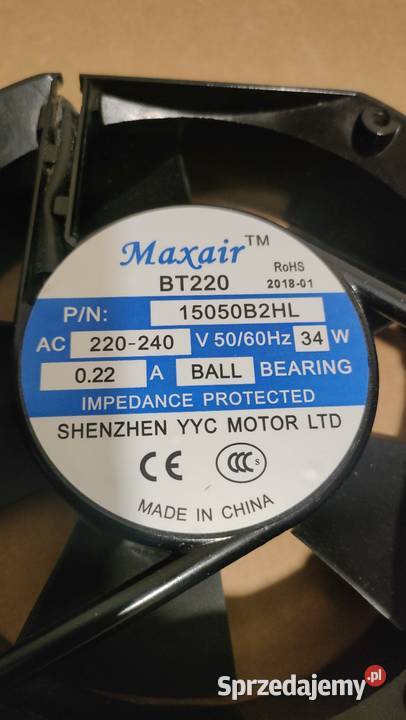 Maxair™
BT220
RoHS
2018-01
P/N: 15050B2HL
AC 220-240 V 50/60Hz 34 W
0.22 A BALL BEARING
IMPEDANCE PROTECTED
SHENZHEN YYC MOTOR LTD
CE CCC S
MADE IN CHINA
Sprzedajemy.pl